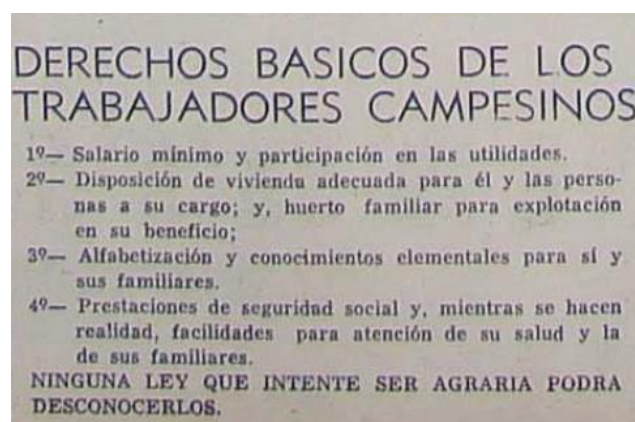 DERECHOS BASICOS DE LOS
TRABAJADORES CAMPESINOS
1º— Salario mínimo y participación en las utilidades.
2º— Disposición de vivienda adecuada para él y las perso-
nas a su cargo; y, huerto familiar para explotación
en su beneficio;
3º— Alfabetización y conocimientos elementales para sí y
sus familiares.
4º— Prestaciones de seguridad social y, mientras se hacen
realidad, facilidades para atención de su salud y la
de sus familiares.
NINGUNA LEY QUE INTENTE SER AGRARIA PODRA
DESCONOCERLOS.